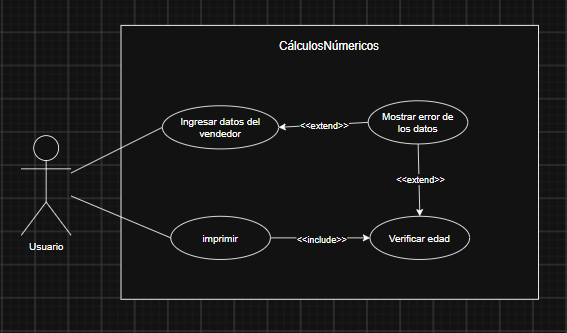 CálculosNúmericos
Ingresar datos del
vendedor
<<extend>>
Mostrar error de
los datos
<<extend>>
Usuario
imprimir
<<include>>
Verificar edad